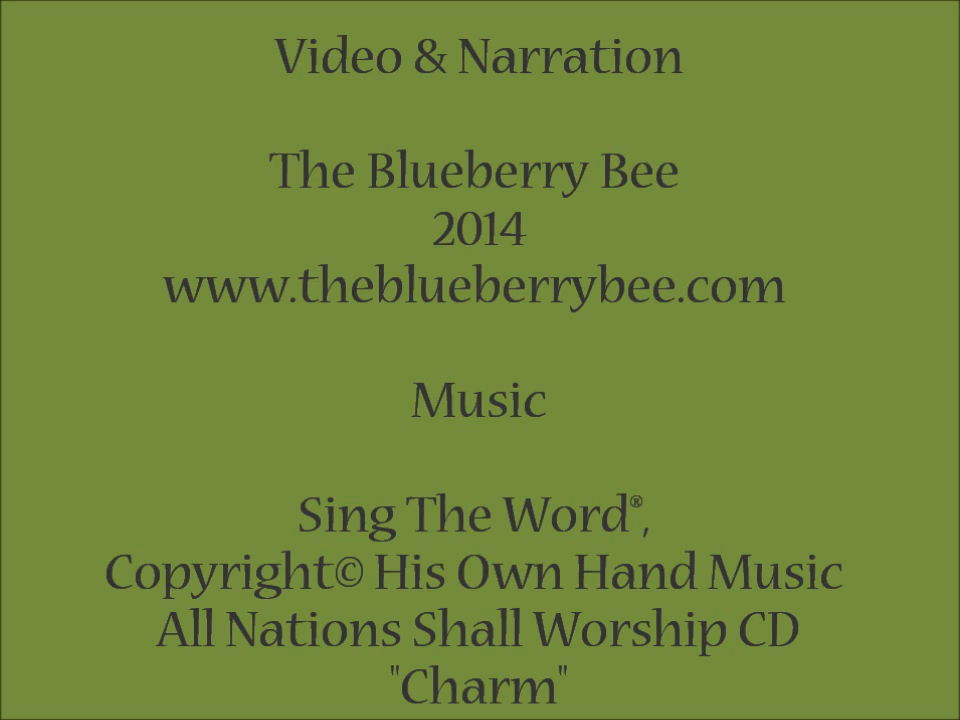 Video & Narration
The Blueberry Bee
2014
www.theblueberrybee.com
Music
Sing The Word®,
Copyright© His Own Hand Music
All Nations Shall Worship CD
"Charm"